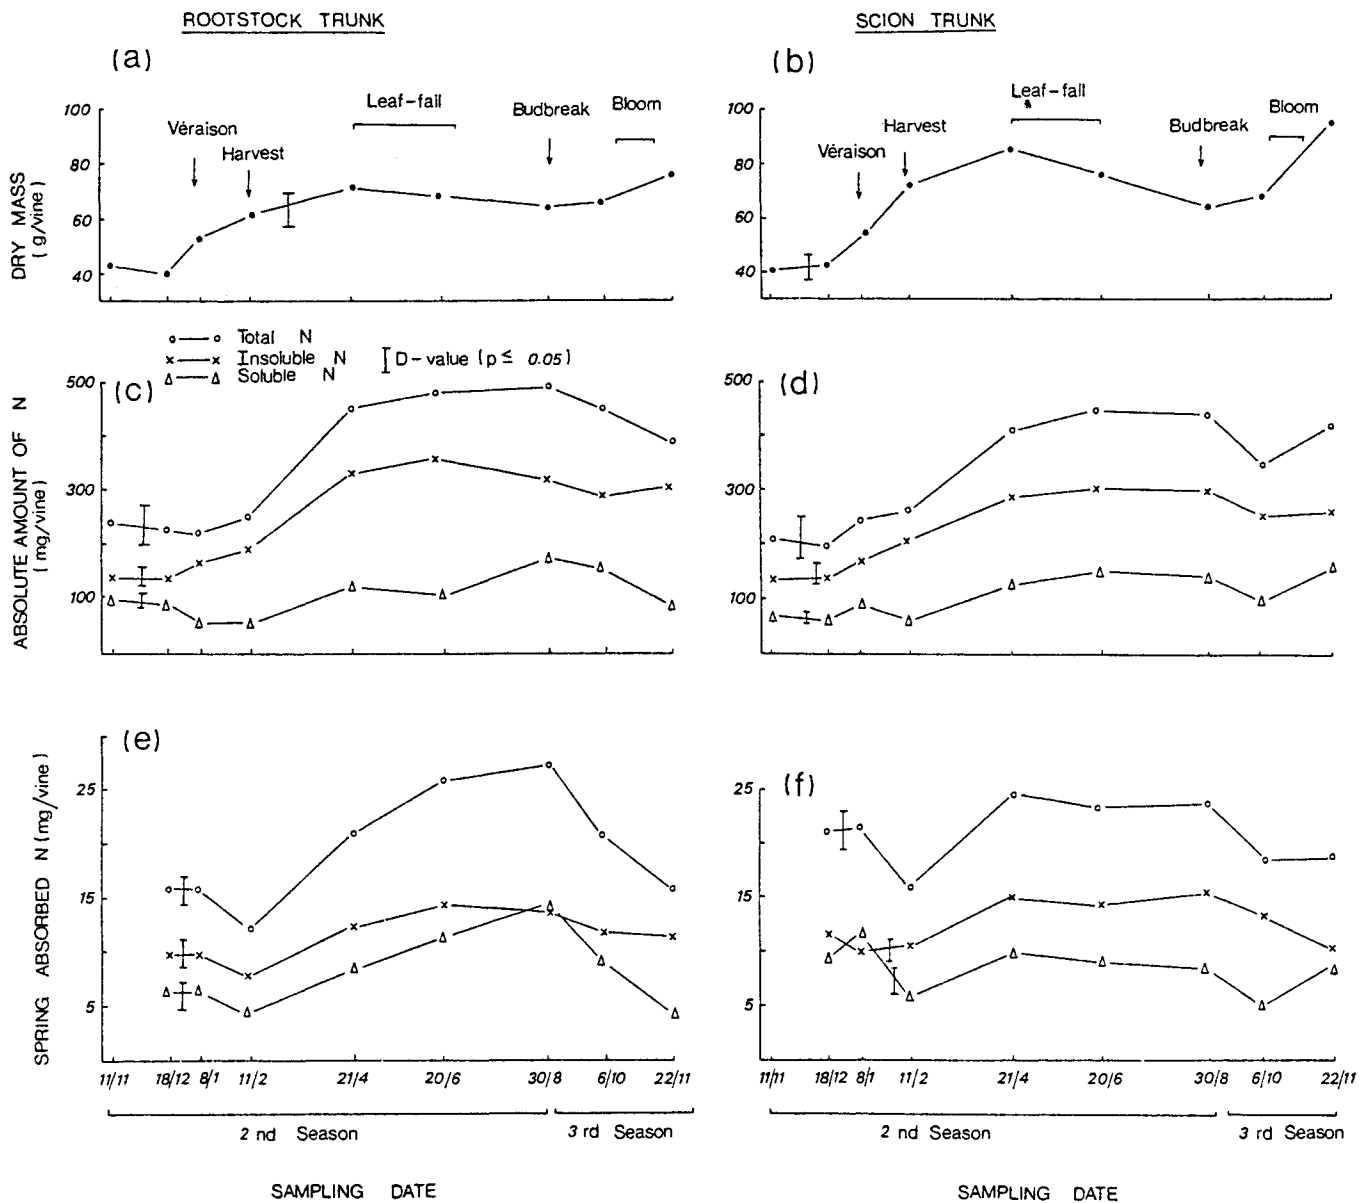 ROOTSTOCK TRUNK
SCION TRUNK
(a)
(b)
DRY MASS
(g/vine)
100
80
60
40
Véraison
Harvest
Leaf-fall
Budbreak
Bloom
100
80
60
40
Véraison
Harvest
Leaf-fall
Budbreak
Bloom
Total N
Insoluble N
Soluble N
D-value (p ≤ 0.05)
(c)
(d)
ABSOLUTE AMOUNT OF N
(mg/vine)
500
300
100
500
300
100
(e)
(f)
SPRING ABSORBED N (mg/vine)
25
15
5
25
15
5
11/11 18/12 8/1 11/2 21/4 20/6 30/8 6/10 22/11
11/11 18/12 8/1 11/2 21/4 20/6 30/8 6/10 22/11
2 nd Season
3 rd Season
2 nd Season
3 rd Season
SAMPLING DATE
SAMPLING DATE